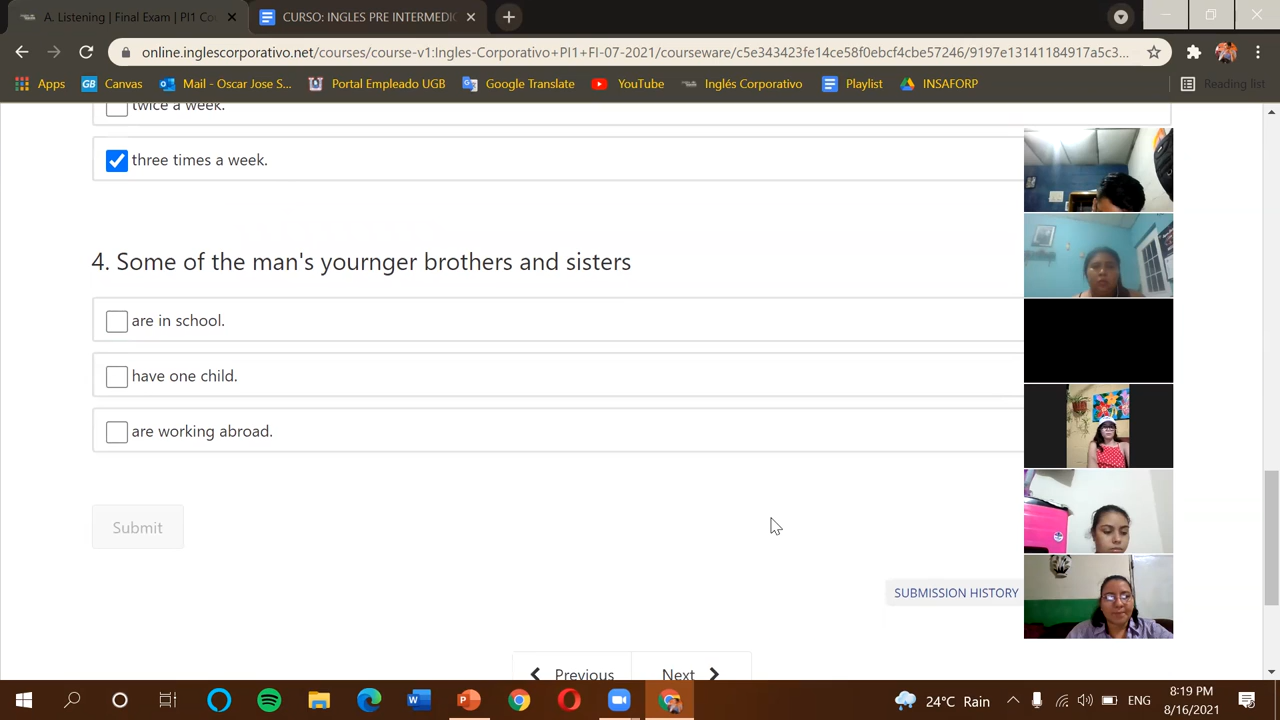 A. Listening | Final Exam | PI1 Co
CURSO: INGLES PRE INTERMEDIO
online.inglescorporativo.net/courses/course-v1:Ingles-Corporativo+PI1+FI-07-2021/courseware/c5e343423fe14ce58f0ebcf4cbe57246/9197e13141184917a5c3...
Apps
Canvas
Mail - Oscar Jose S...
Portal Empleado UGB
Google Translate
YouTube
Inglés Corporativo
Playlist
INSAFORP
Reading list
twice a week.
three times a week.
4. Some of the man's yournger brothers and sisters
are in school.
have one child.
are working abroad.
Submit
SUBMISSION HISTORY
Previous
Next
24°C Rain
ENG
8:19 PM
8/16/2021